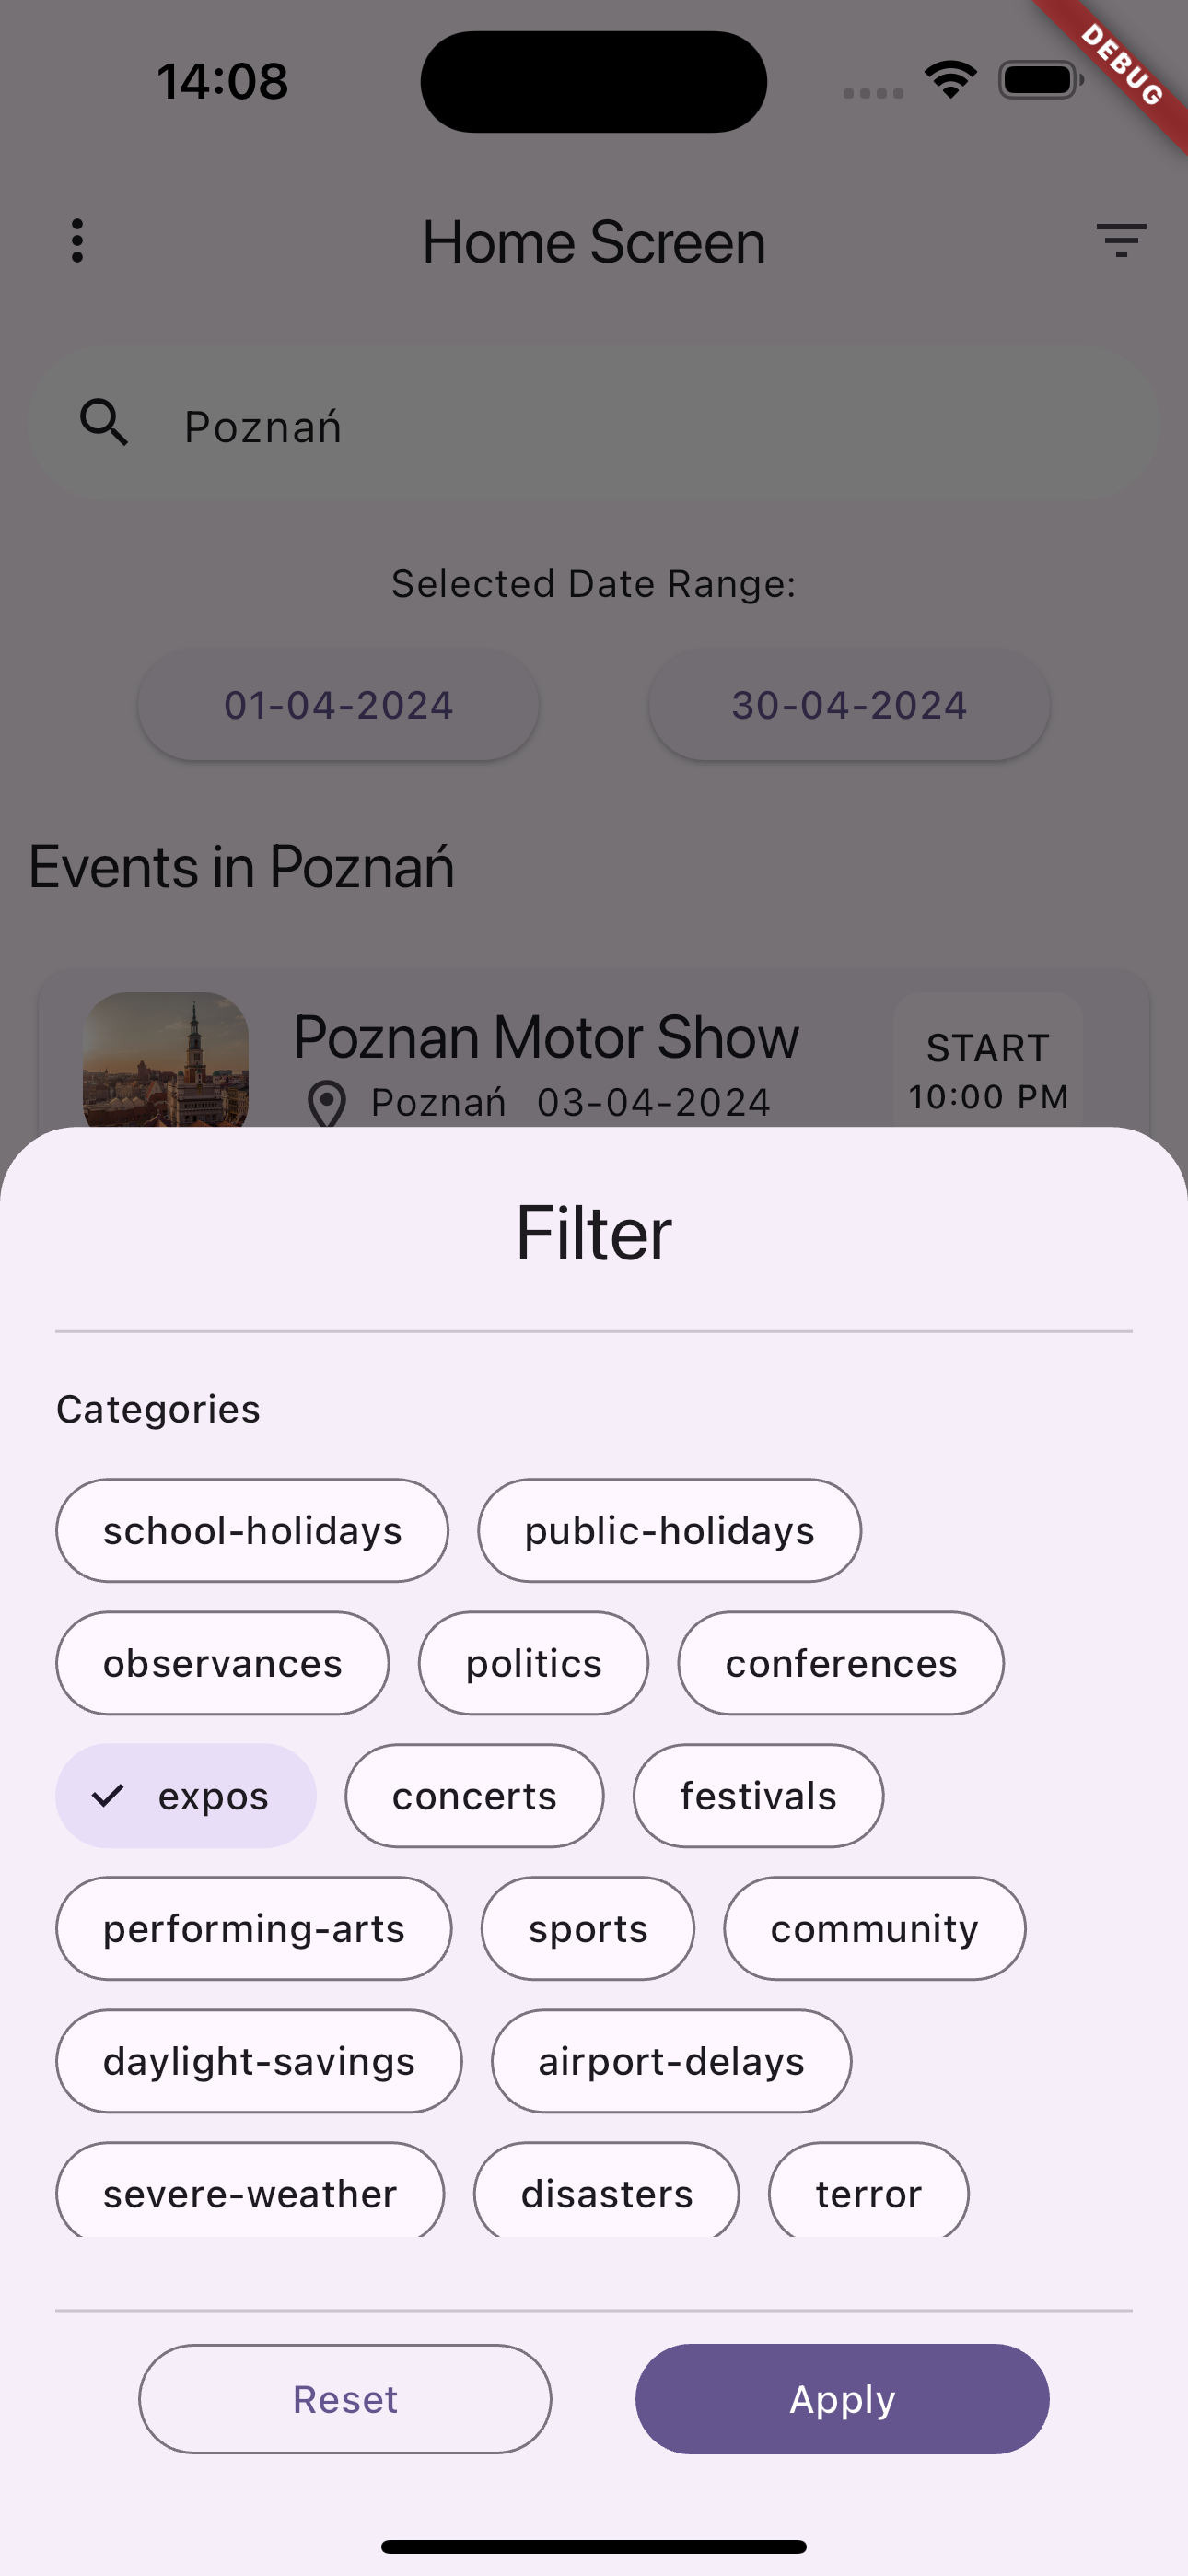 14:08
DEBUG
Home Screen
Poznań
Selected Date Range:
01-04-2024 30-04-2024
Events in Poznań
Poznan Motor Show
START
Poznań 03-04-2024
10:00 PM
Filter
Categories
school-holidays public-holidays
observances politics conferences
expos concerts festivals
performing-arts sports community
daylight-savings airport-delays
severe-weather disasters terror
Reset Apply